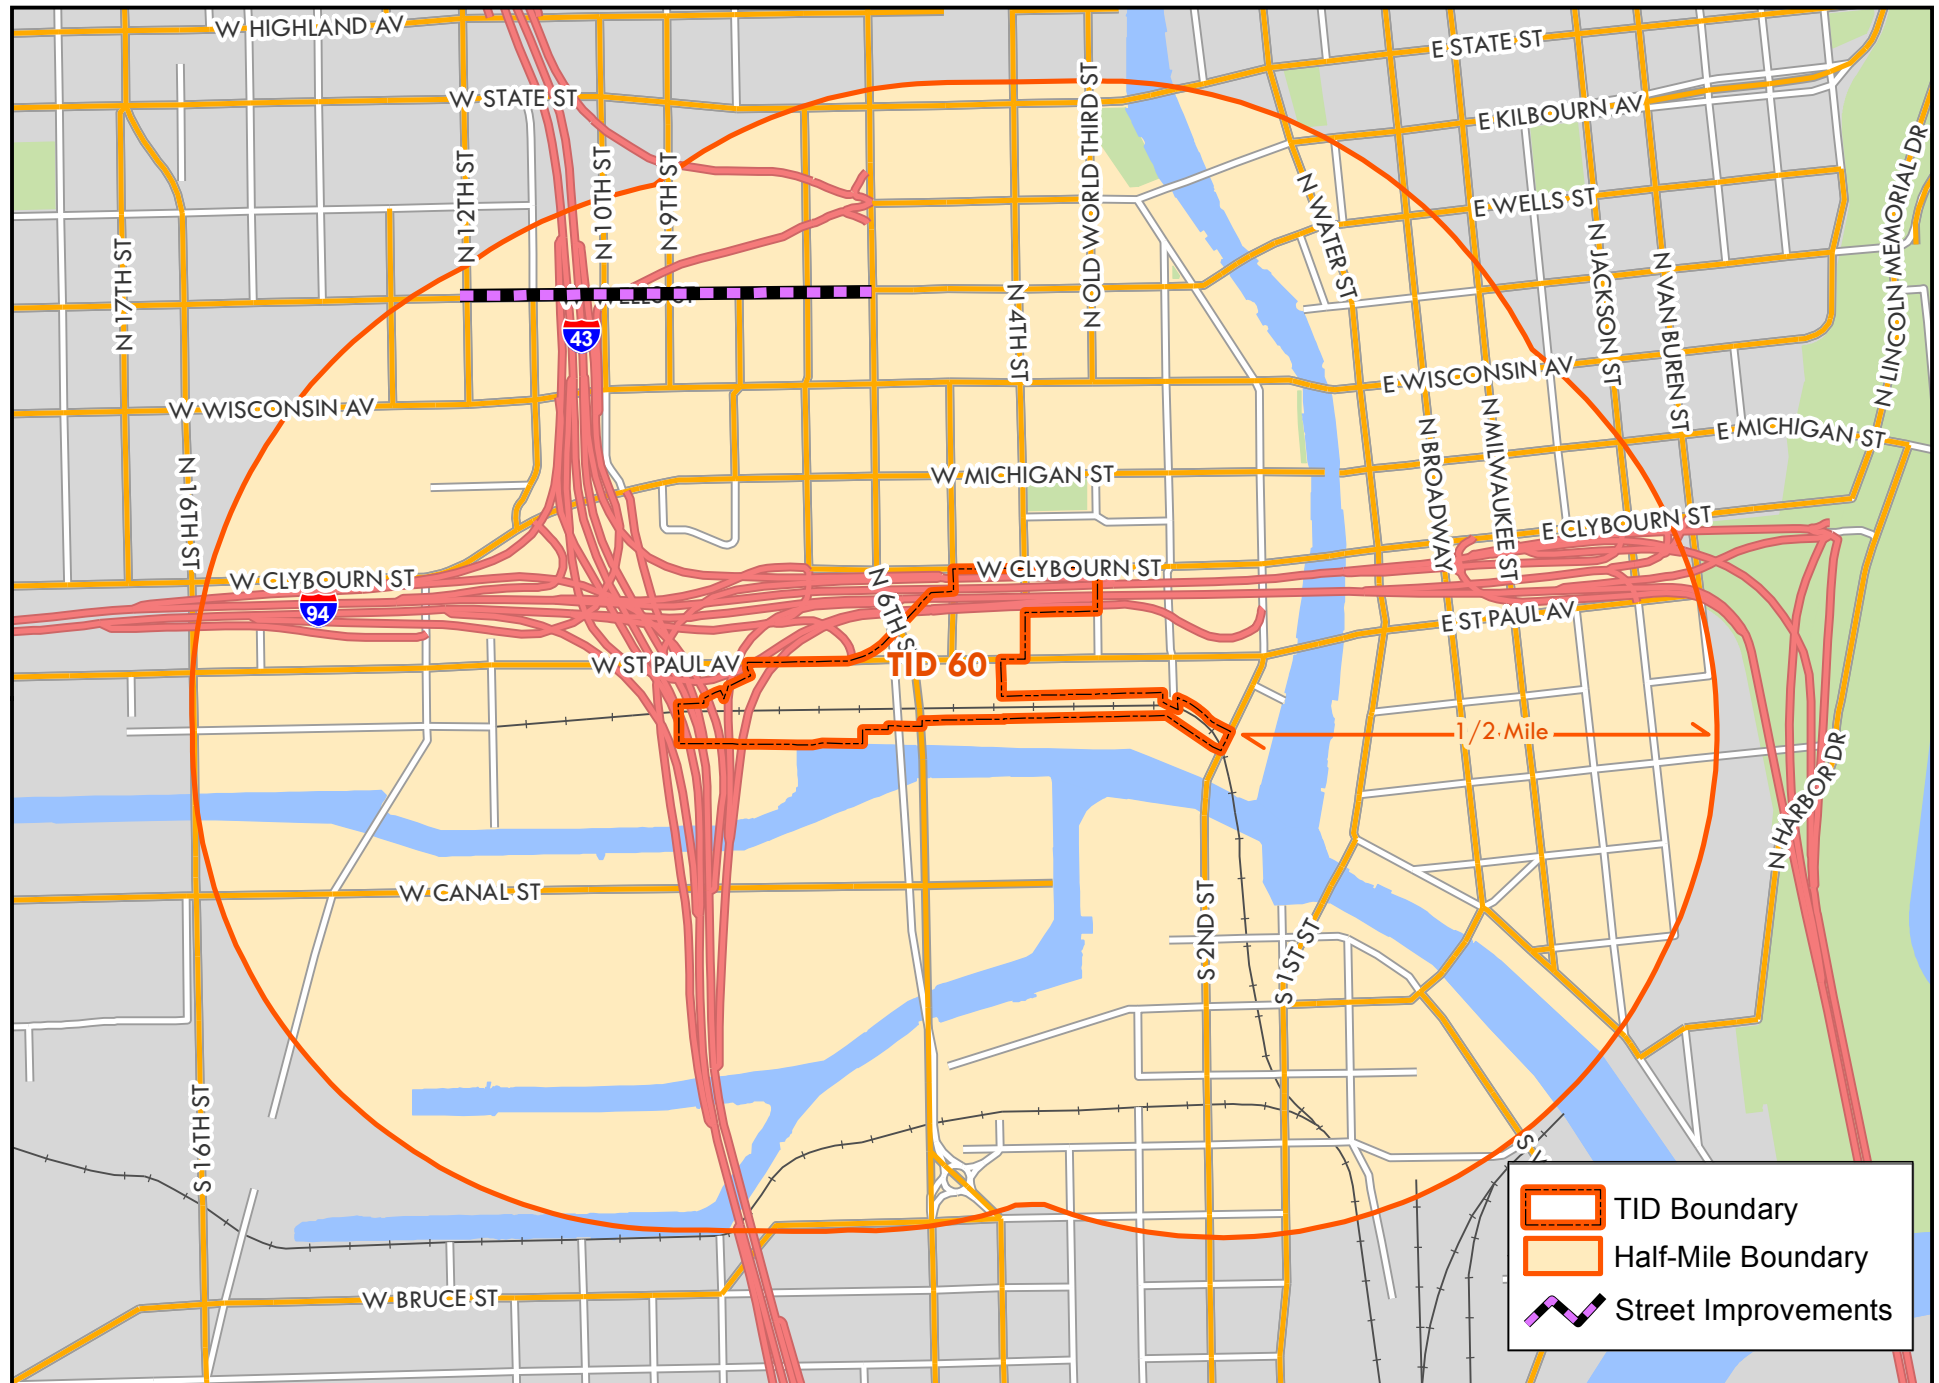 W HIGHLAND AV
E STATE ST
W STATE ST
E KILBOURN AV
N OLD WORLD THIRD ST
N LINCOLN MEMORIAL DR
N 12TH ST
N 10TH ST
N 9TH ST
N WATER ST
E WELLS ST
N 17TH ST
N JACKSON ST
N VAN BUREN ST
N 4TH ST
43
E WISCONSIN AV
W WISCONSIN AV
N BROADWAY
N MILWAUKEE ST
E MICHIGAN ST
W MICHIGAN ST
N 16TH ST
E CLYBOURN ST
W CLYBOURN ST
W CLYBOURN ST
94
N 6TH ST
E ST PAUL AV
W ST PAUL AV
TID 60
1/2 Mile
N HARBOR DR
W CANAL ST
S 2ND ST
S 1ST ST
S 16TH ST
W BRUCE ST
TID Boundary
Half-Mile Boundary
Street Improvements